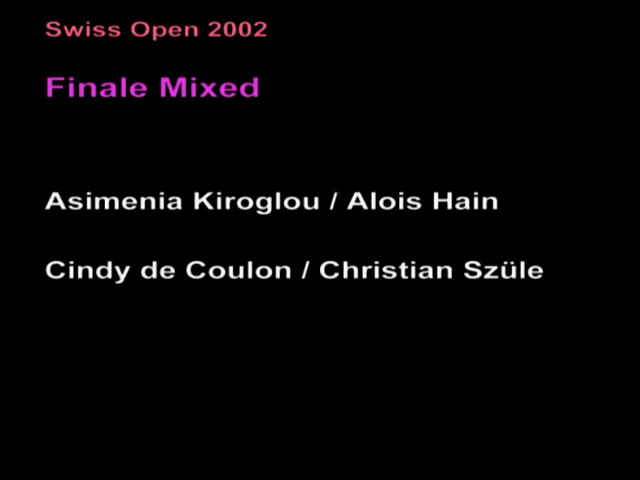 Swiss Open 2002
Finale Mixed
Asimenia Kiroglou / Alois Hain
Cindy de Coulon / Christian Szüle